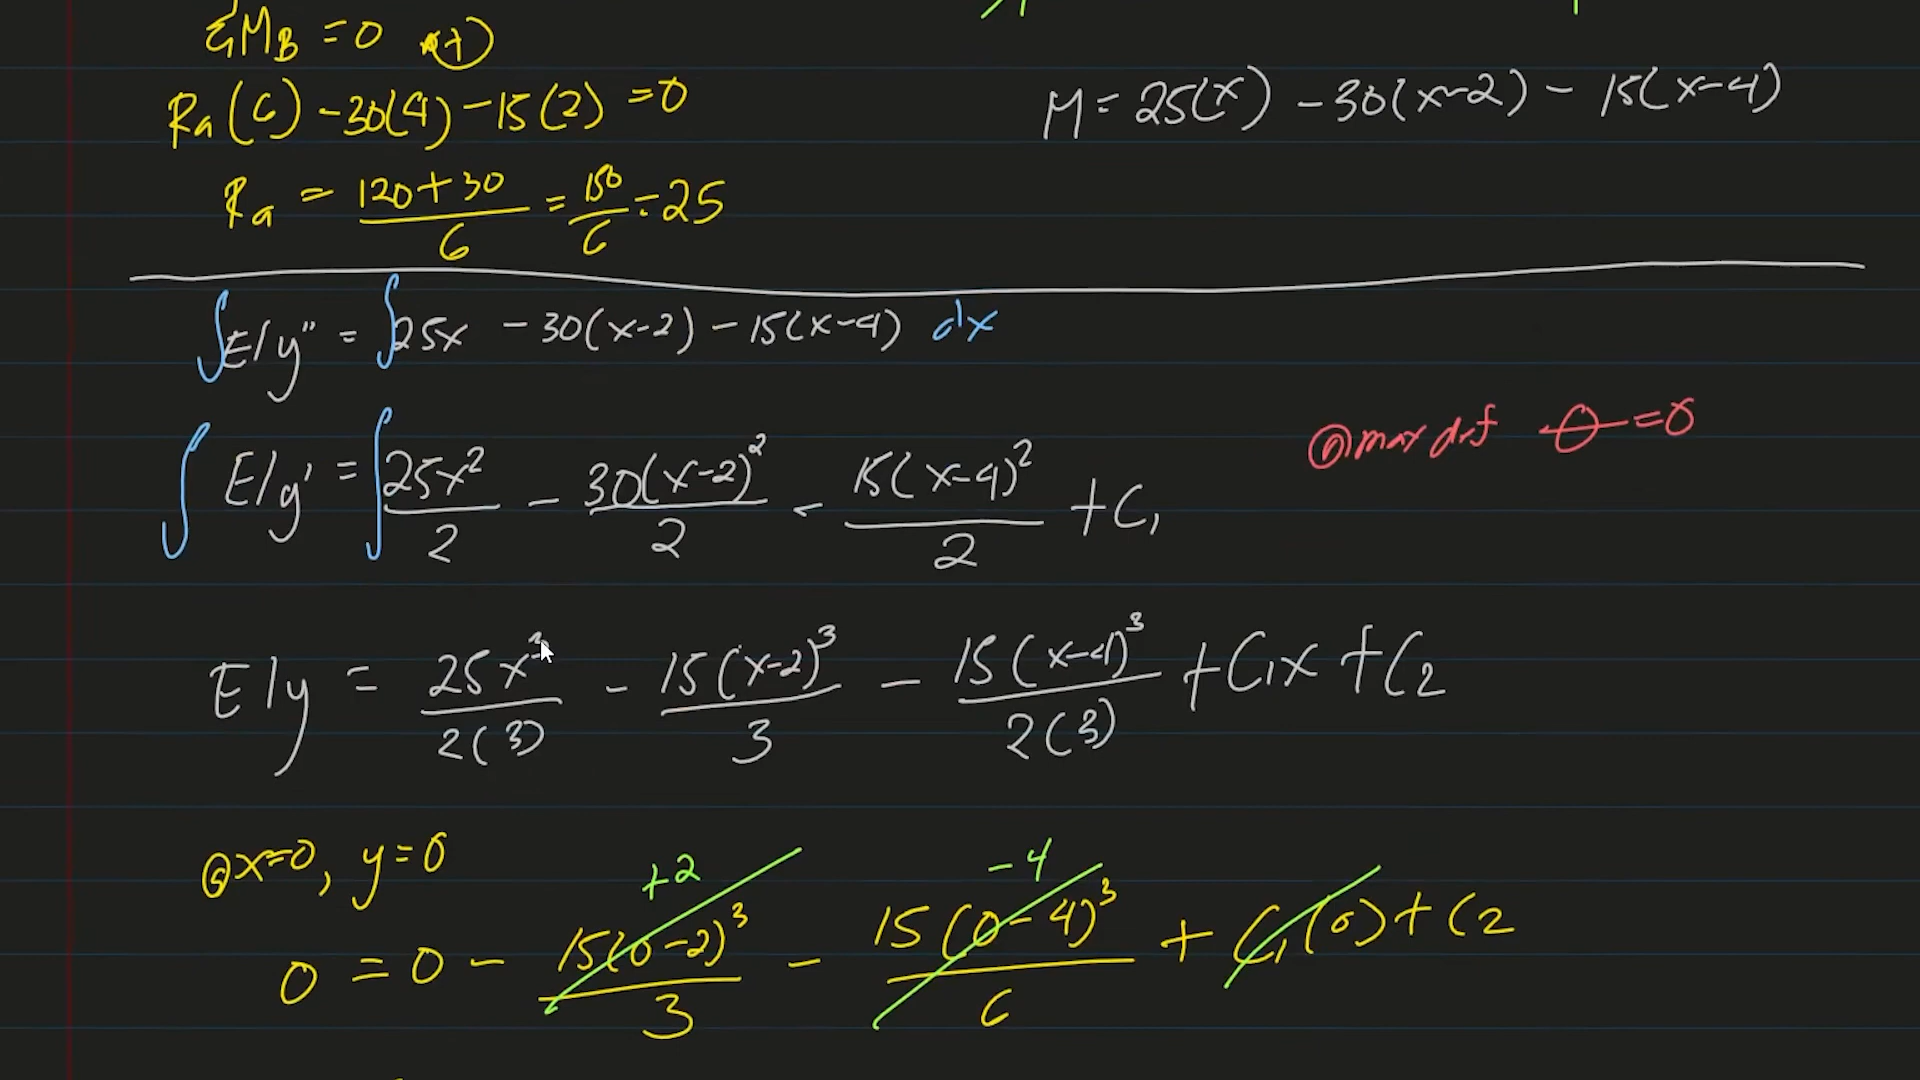 ΣM_B = 0 ↶+)
Ra(6) - 30(4) - 15(2) = 0
M = 25(x) - 30(x-2) - 15(x-4)
Ra = (120+30)/6 = 150/6 = 25
∫EIy'' = ∫25x - 30(x-2) - 15(x-4) dx
@max def θ = 0
∫EIy' = ∫25x²/2 - 30(x-2)²/2 - 15(x-4)²/2 + C₁
EIy = 25x³/2(3) - 15(x-2)³/3 - 15(x-4)³/2(3) + C₁x + C₂
@x=0, y=0
+2 -4
0 = 0 - 15(0-2)³/3 - 15(0-4)³/6 + C₁(0) + C₂